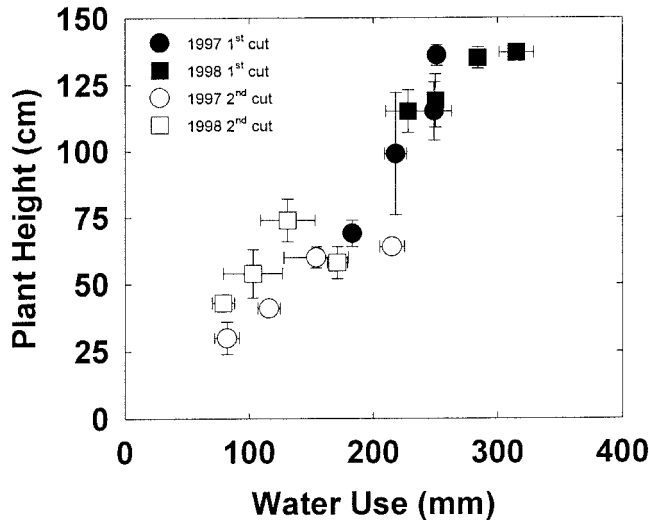 150
125
100
75
50
25
0
Plant Height (cm)
1997 1st cut
1998 1st cut
1997 2nd cut
1998 2nd cut
0 100 200 300 400
Water Use (mm)